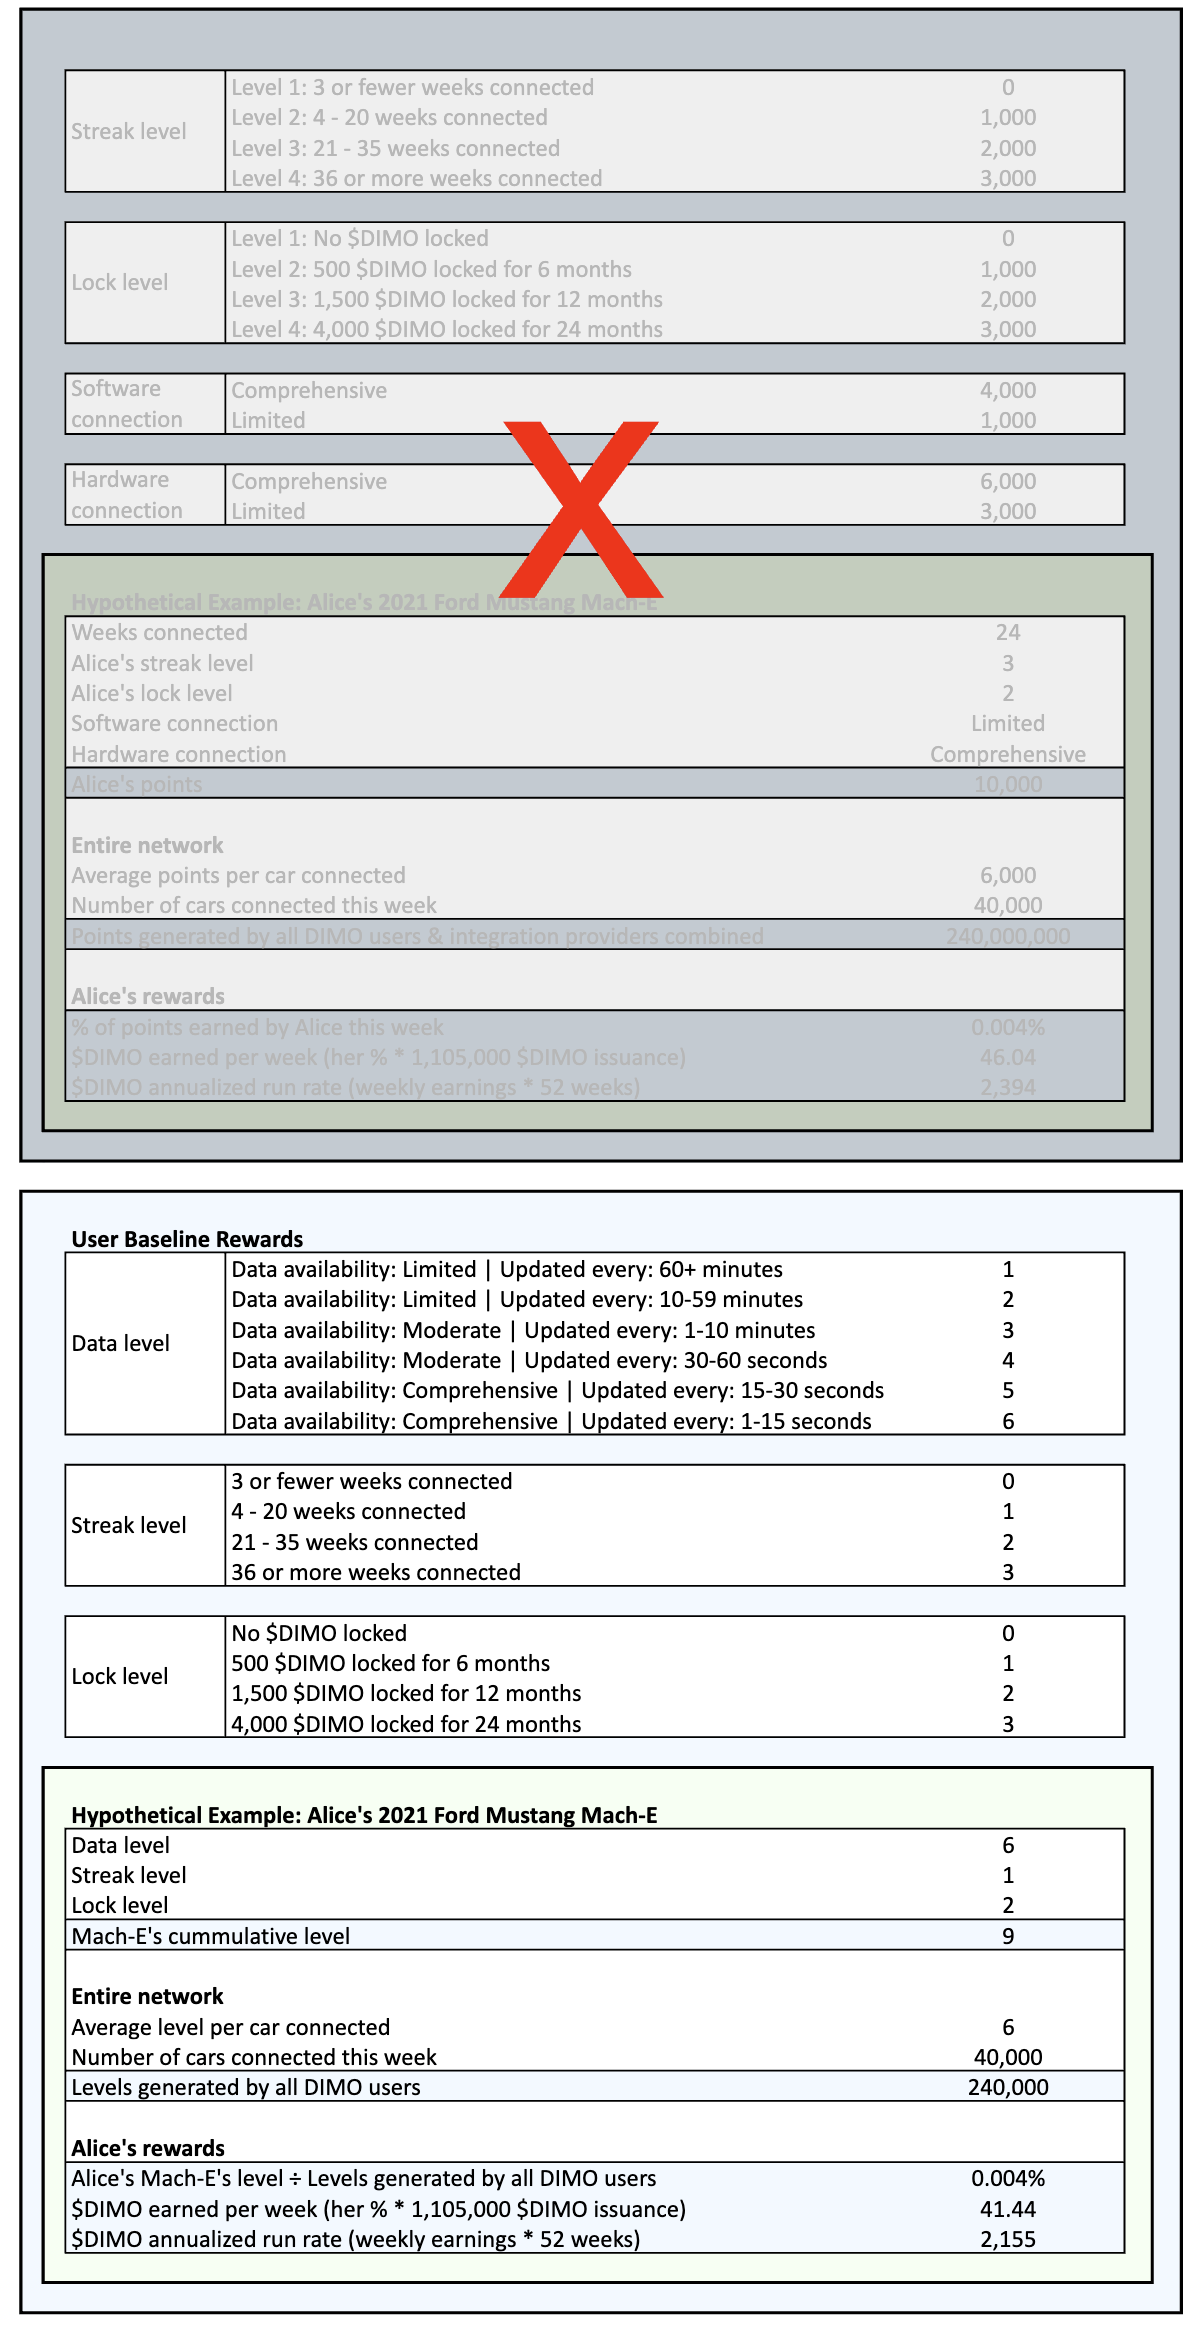 Level 1: 3 or fewer weeks connected 0
Level 2: 4 - 20 weeks connected 1,000
Streak level
Level 3: 21 - 35 weeks connected 2,000
Level 4: 36 or more weeks connected 3,000
Level 1: No $DIMO locked 0
Level 2: 500 $DIMO locked for 6 months 1,000
Lock level
Level 3: 1,500 $DIMO locked for 12 months 2,000
Level 4: 4,000 $DIMO locked for 24 months 3,000
Software connection
Comprehensive 4,000
Limited 1,000
X
Hardware connection
Comprehensive 6,000
Limited 3,000
Hypothetical Example: Alice's 2021 Ford Mustang Mach-E
Weeks connected 24
Alice's streak level 3
Alice's lock level 2
Software connection Limited
Hardware connection Comprehensive
Alice's points 10,000
Entire network
Average points per car connected 6,000
Number of cars connected this week 40,000
Points generated by all DIMO users & integration providers combined 240,000,000
Alice's rewards
% of points earned by Alice this week 0.004%
$DIMO earned per week (her % * 1,105,000 $DIMO issuance) 46.04
$DIMO annualized run rate (weekly earnings * 52 weeks) 2,394
User Baseline Rewards
Data availability: Limited | Updated every: 60+ minutes 1
Data availability: Limited | Updated every: 10-59 minutes 2
Data availability: Moderate | Updated every: 1-10 minutes 3
Data level
Data availability: Moderate | Updated every: 30-60 seconds 4
Data availability: Comprehensive | Updated every: 15-30 seconds 5
Data availability: Comprehensive | Updated every: 1-15 seconds 6
3 or fewer weeks connected 0
4 - 20 weeks connected 1
Streak level
21 - 35 weeks connected 2
36 or more weeks connected 3
No $DIMO locked 0
500 $DIMO locked for 6 months 1
Lock level
1,500 $DIMO locked for 12 months 2
4,000 $DIMO locked for 24 months 3
Hypothetical Example: Alice's 2021 Ford Mustang Mach-E
Data level 6
Streak level 1
Lock level 2
Mach-E's cummulative level 9
Entire network
Average level per car connected 6
Number of cars connected this week 40,000
Levels generated by all DIMO users 240,000
Alice's rewards
Alice's Mach-E's level ÷ Levels generated by all DIMO users 0.004%
$DIMO earned per week (her % * 1,105,000 $DIMO issuance) 41.44
$DIMO annualized run rate (weekly earnings * 52 weeks) 2,155